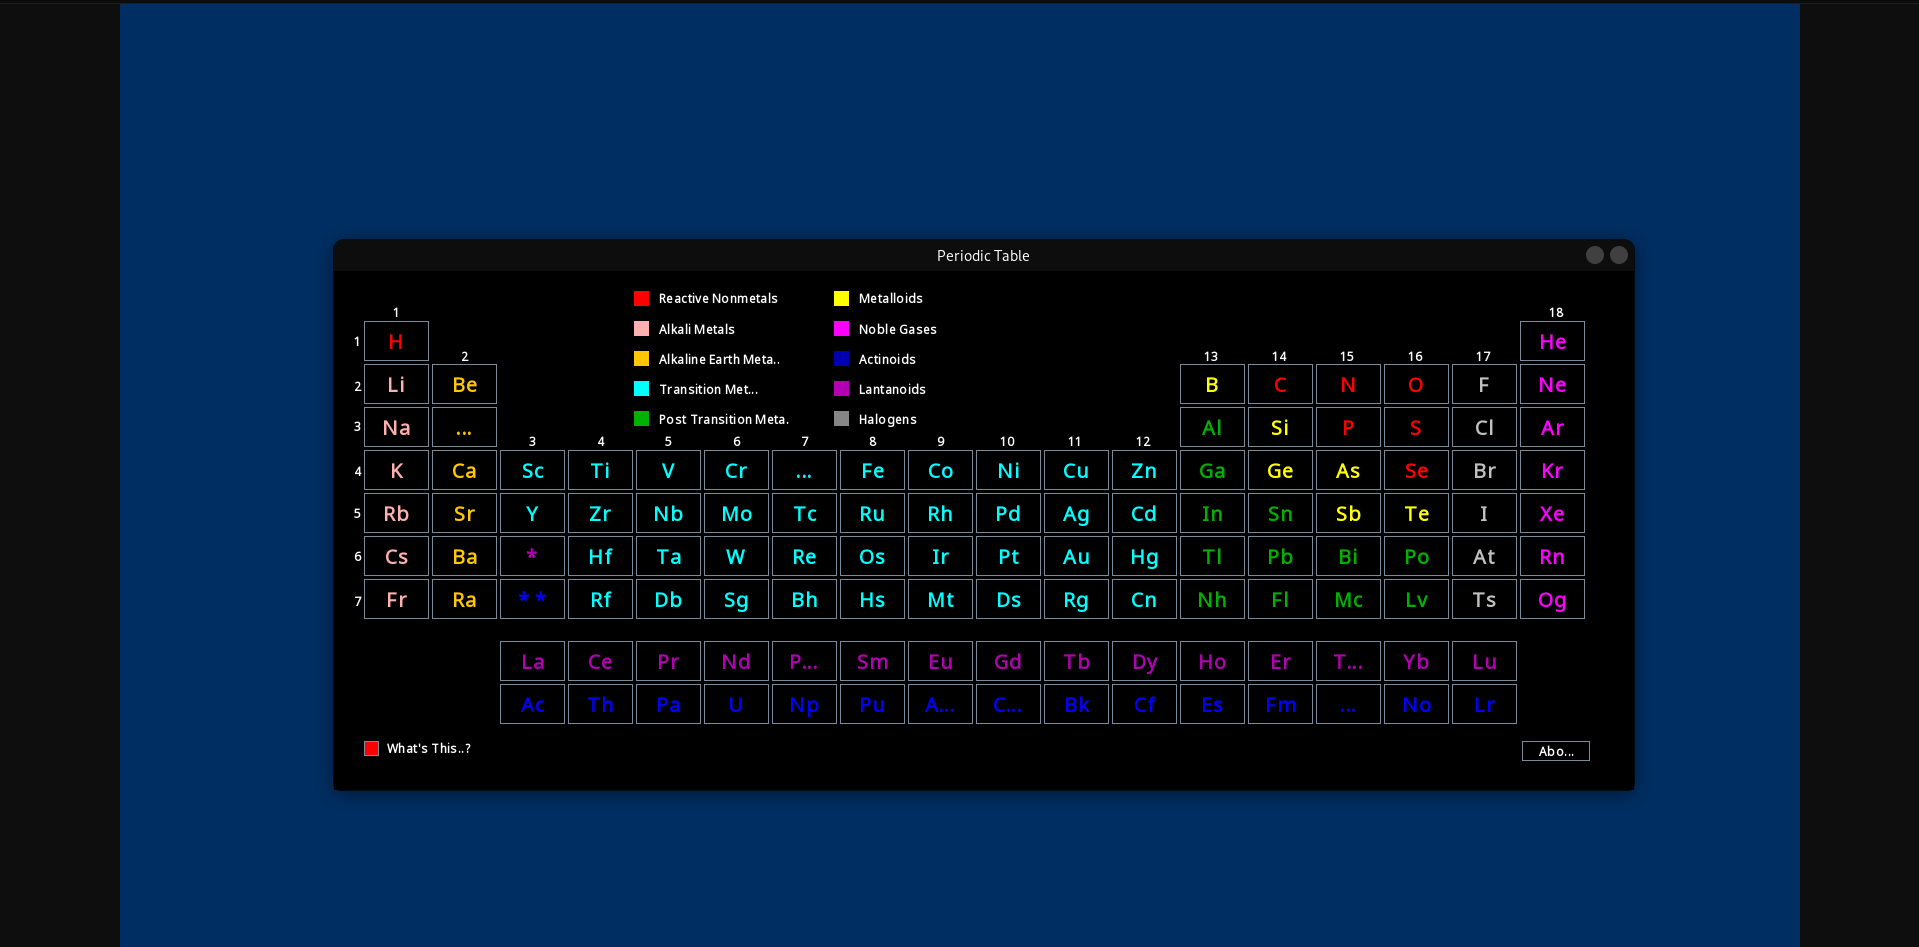 Periodic Table
Reactive Nonmetals Metalloids
1 18
Alkali Metals Noble Gases
1 H He
2 13 14 15 16 17
Alkaline Earth Meta.. Actinoids
2 Li Be B C N O F Ne
Transition Met... Lantanoids
Post Transition Meta. Halogens
3 Na ... Al Si P S Cl Ar
3 4 5 6 7 8 9 10 11 12
4 K Ca Sc Ti V Cr ... Fe Co Ni Cu Zn Ga Ge As Se Br Kr
5 Rb Sr Y Zr Nb Mo Tc Ru Rh Pd Ag Cd In Sn Sb Te I Xe
6 Cs Ba * Hf Ta W Re Os Ir Pt Au Hg Tl Pb Bi Po At Rn
7 Fr Ra * * Rf Db Sg Bh Hs Mt Ds Rg Cn Nh Fl Mc Lv Ts Og
La Ce Pr Nd P... Sm Eu Gd Tb Dy Ho Er T... Yb Lu
Ac Th Pa U Np Pu A... C... Bk Cf Es Fm ... No Lr
What's This..? Abo...